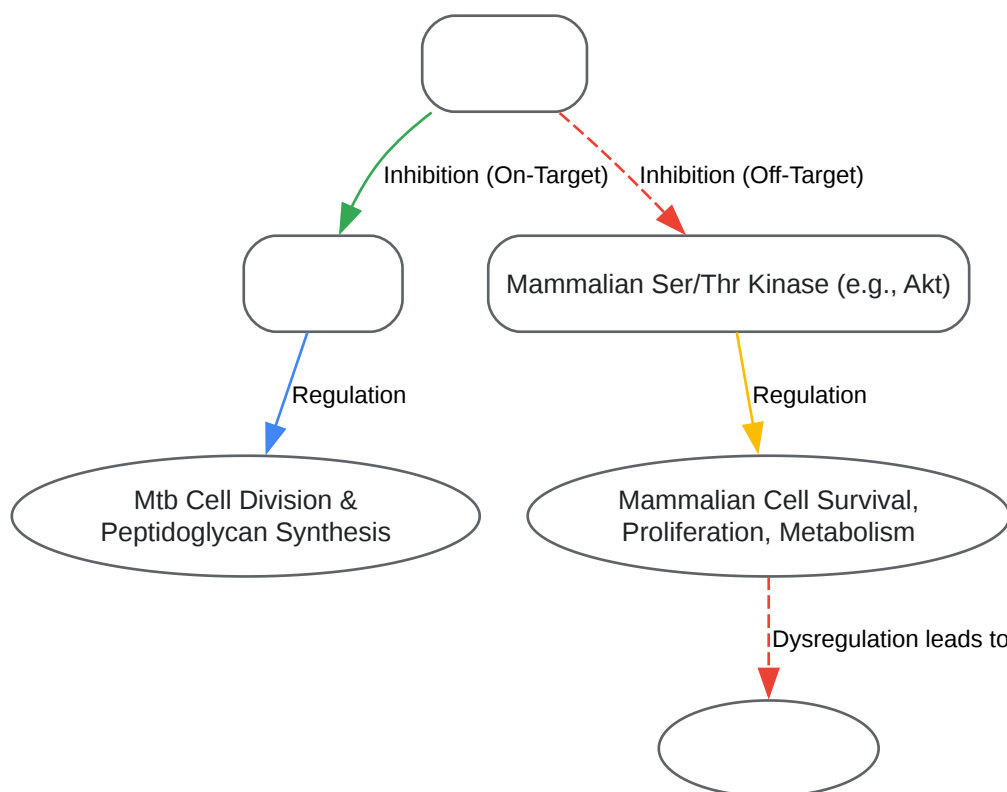 Inhibition (On-Target)
Inhibition (Off-Target)
Mammalian Ser/Thr Kinase (e.g., Akt)
Regulation
Regulation
Mtb Cell Division &
Peptidoglycan Synthesis
Mammalian Cell Survival,
Proliferation, Metabolism
Dysregulation leads to